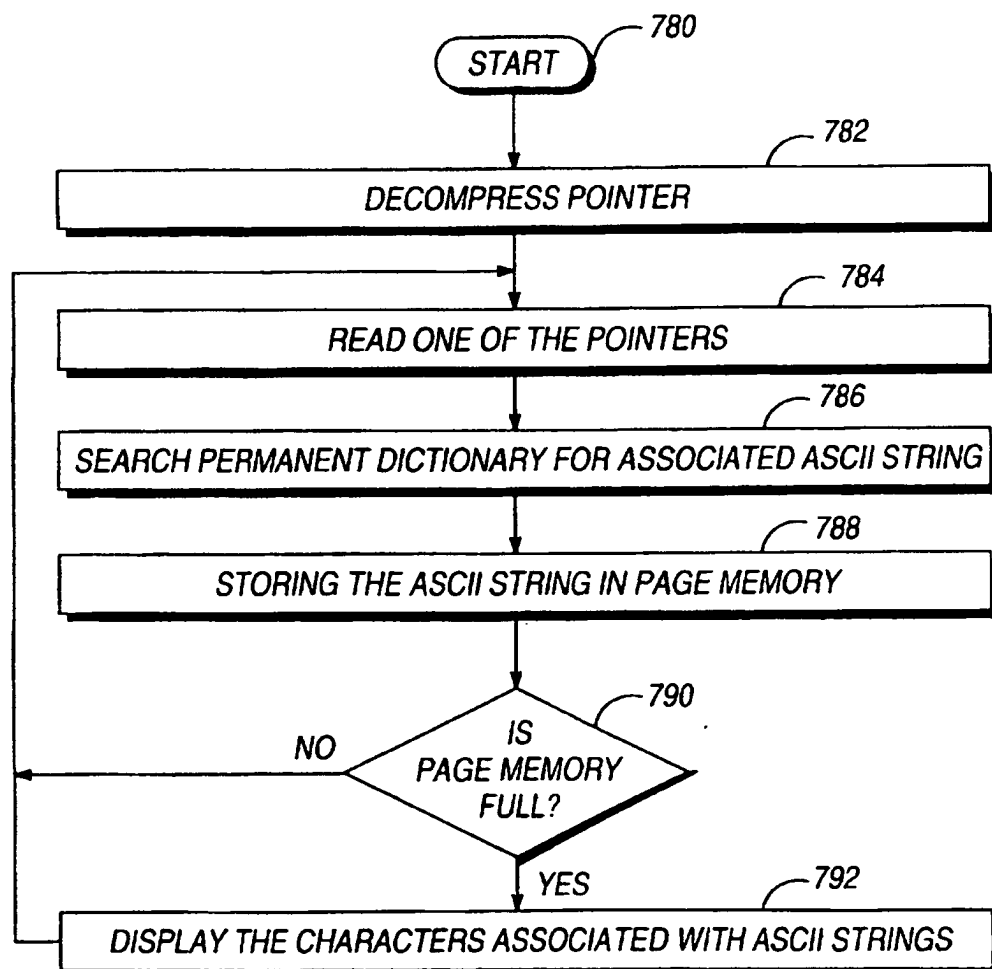 780
START
782
DECOMPRESS POINTER
784
READ ONE OF THE POINTERS
786
SEARCH PERMANENT DICTIONARY FOR ASSOCIATED ASCII STRING
788
STORING THE ASCII STRING IN PAGE MEMORY
790
IS
PAGE MEMORY
FULL?
NO
YES
792
DISPLAY THE CHARACTERS ASSOCIATED WITH ASCII STRINGS